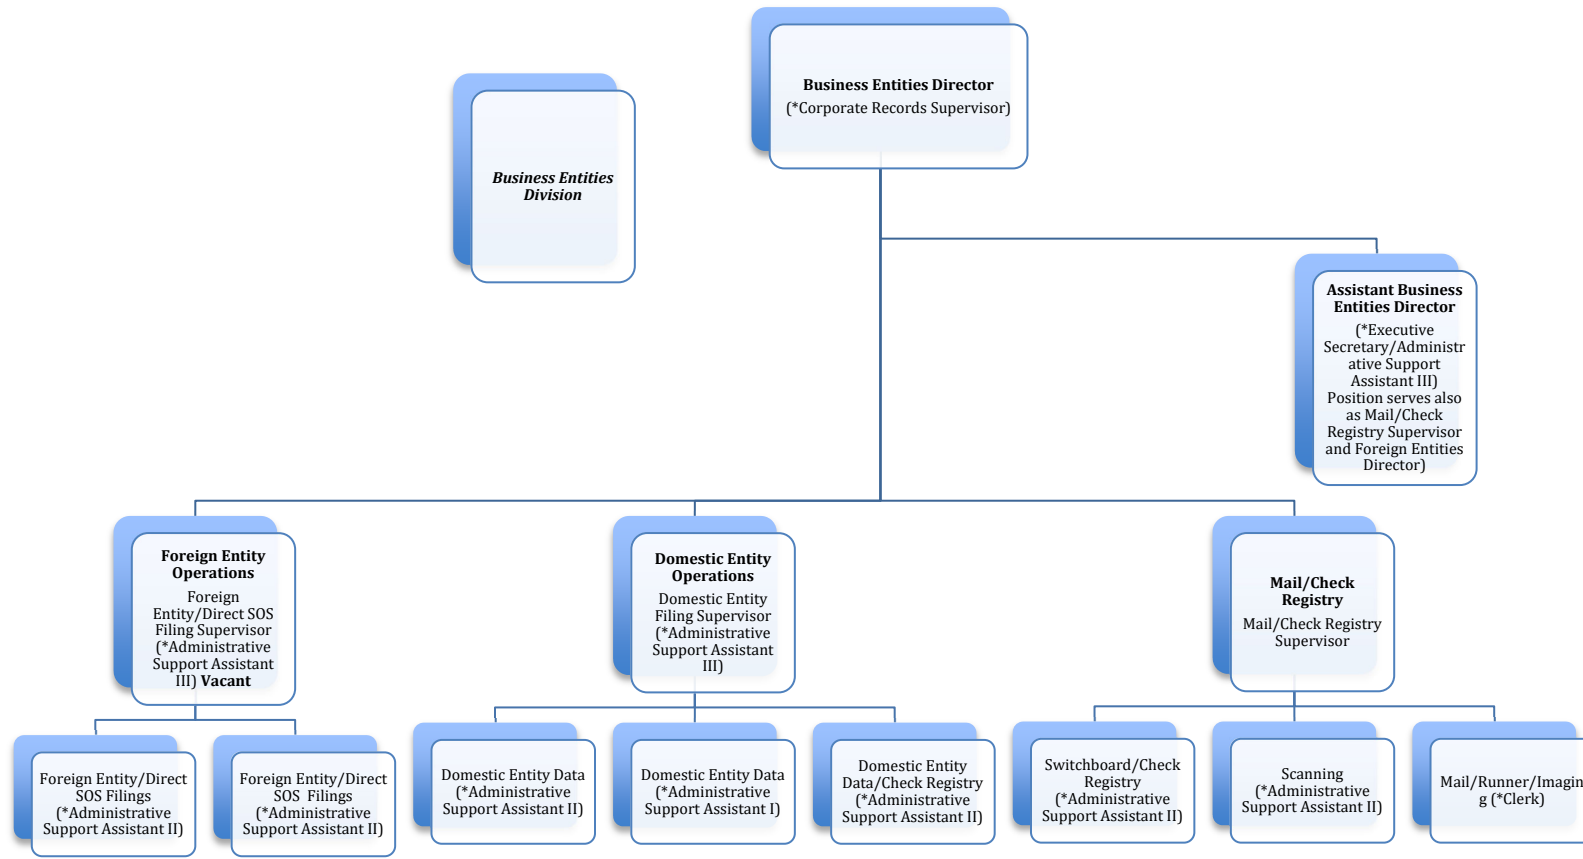 Business Entities Director
(*Corporate Records Supervisor)
Business Entities
Division
Assistant Business
Entities Director
(*Executive
Secretary/Administr
ative Support
Assistant III)
Position serves also
as Mail/Check
Registry Supervisor
and Foreign Entities
Director)
Foreign Entity
Operations
Foreign
Entity/Direct SOS
Filing Supervisor
(*Administrative
Support Assistant
III) Vacant
Domestic Entity
Operations
Domestic Entity
Filing Supervisor
(*Administrative
Support Assistant
III)
Mail/Check
Registry
Mail/Check Registry
Supervisor
Foreign Entity/Direct
SOS Filings
(*Administrative
Support Assistant II)
Foreign Entity/Direct
SOS Filings
(*Administrative
Support Assistant II)
Domestic Entity Data
(*Administrative
Support Assistant II)
Domestic Entity Data
(*Administrative
Support Assistant I)
Domestic Entity
Data/Check Registry
(*Administrative
Support Assistant II)
Switchboard/Check
Registry
(*Administrative
Support Assistant II)
Scanning
(*Administrative
Support Assistant II)
Mail/Runner/Imagin
g (*Clerk)